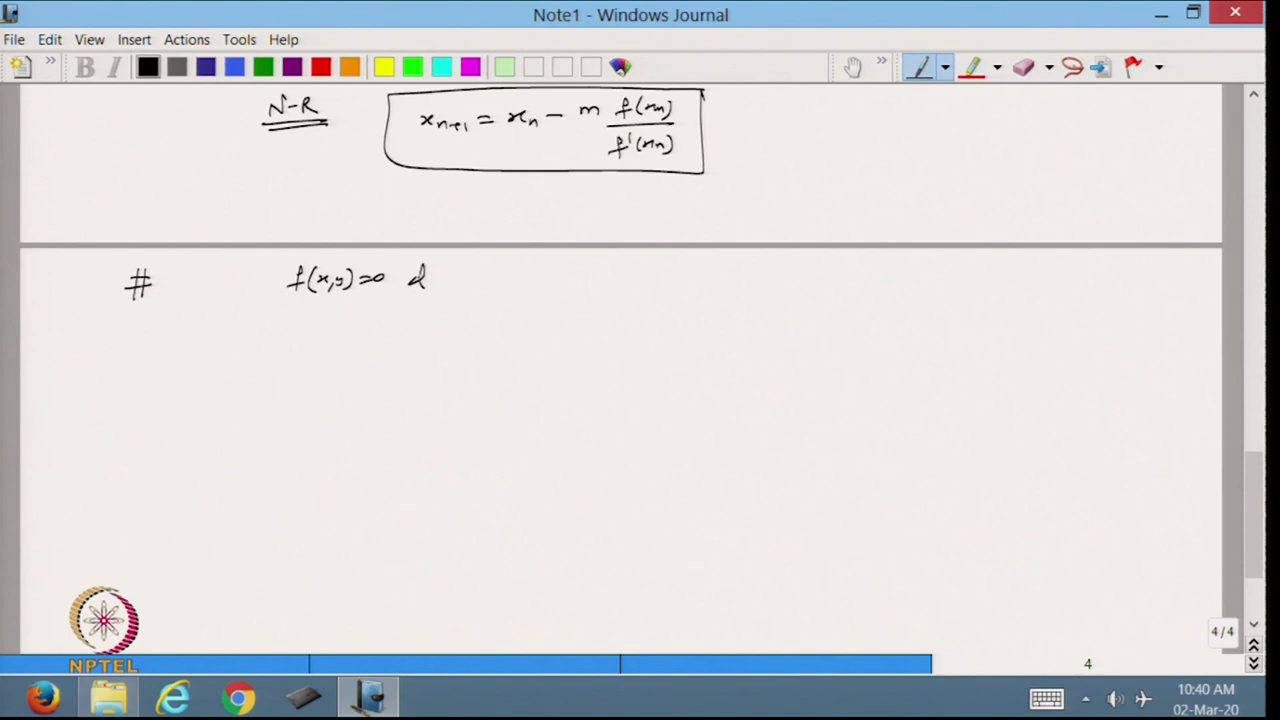 Note1 - Windows Journal
File Edit View Insert Actions Tools Help
B I
N-R
x_{n+1} = x_n - m f(x_n) / f'(x_n)
# f(x,y)=0 &
4/4
NPTEL
4
10:40 AM
02-Mar-20